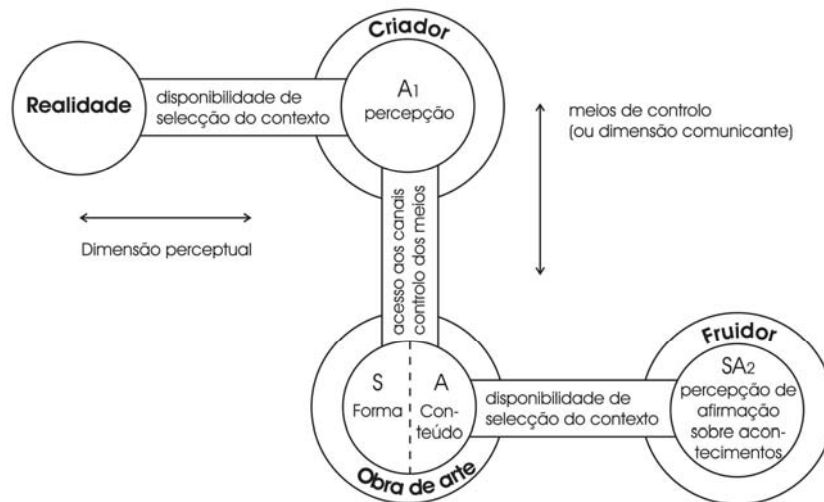 Criador
Realidade
disponibilidade de
selecção do contexto
A1
percepção
meios de controlo
(ou dimensão comunicante)
Dimensão perceptual
acesso aos canais
controlo dos meios
Fruidor
S
Forma
A
Con-
teúdo
Obra de arte
disponibilidade de
selecção do contexto
SA2
percepção de
afirmação
sobre acon-
tecimentos